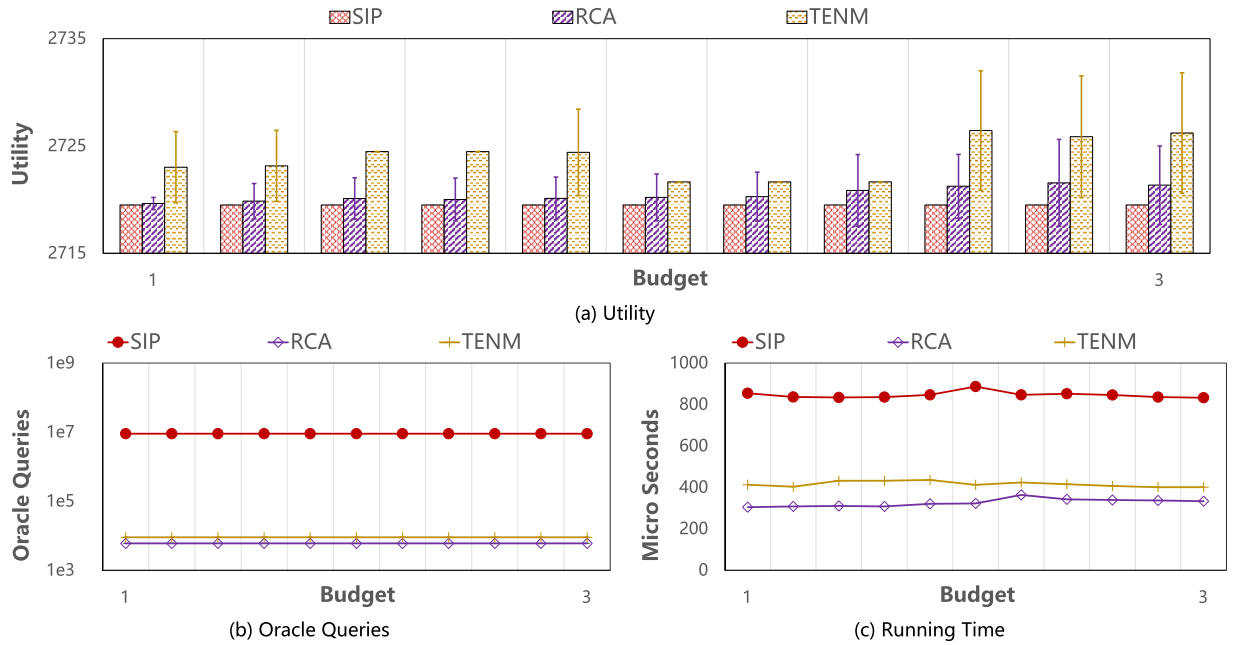 SIP RCA TENM
2735
2725
2715
Utility
1 Budget 3
(a) Utility
SIP RCA TENM
1e9
1e7
1e5
1e3
Oracle Queries
1 Budget 3
(b) Oracle Queries
SIP RCA TENM
1000
800
600
400
200
0
Micro Seconds
1 Budget 3
(c) Running Time